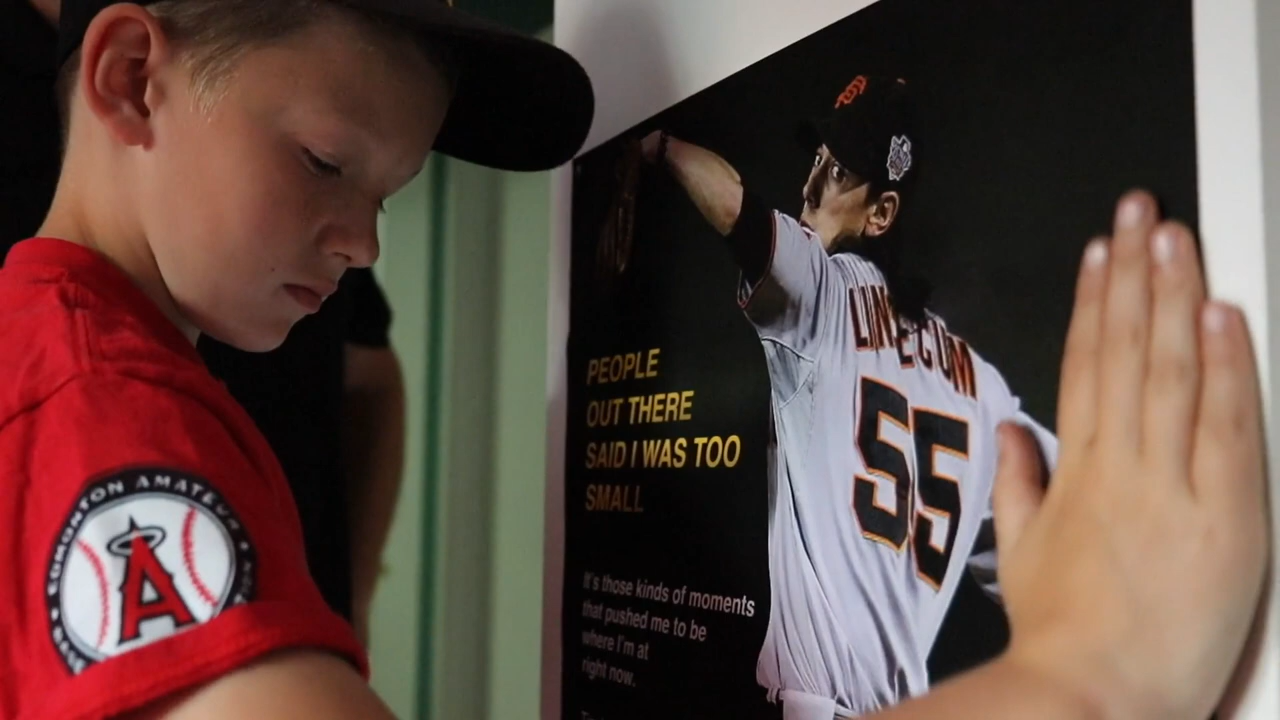 PEOPLE
OUT THERE
SAID I WAS TOO
SMALL
It's those kinds of moments
that pushed me to be
where I'm at
right now.
SF
LINCECUM
55
EDMONTON AMATEUR
A